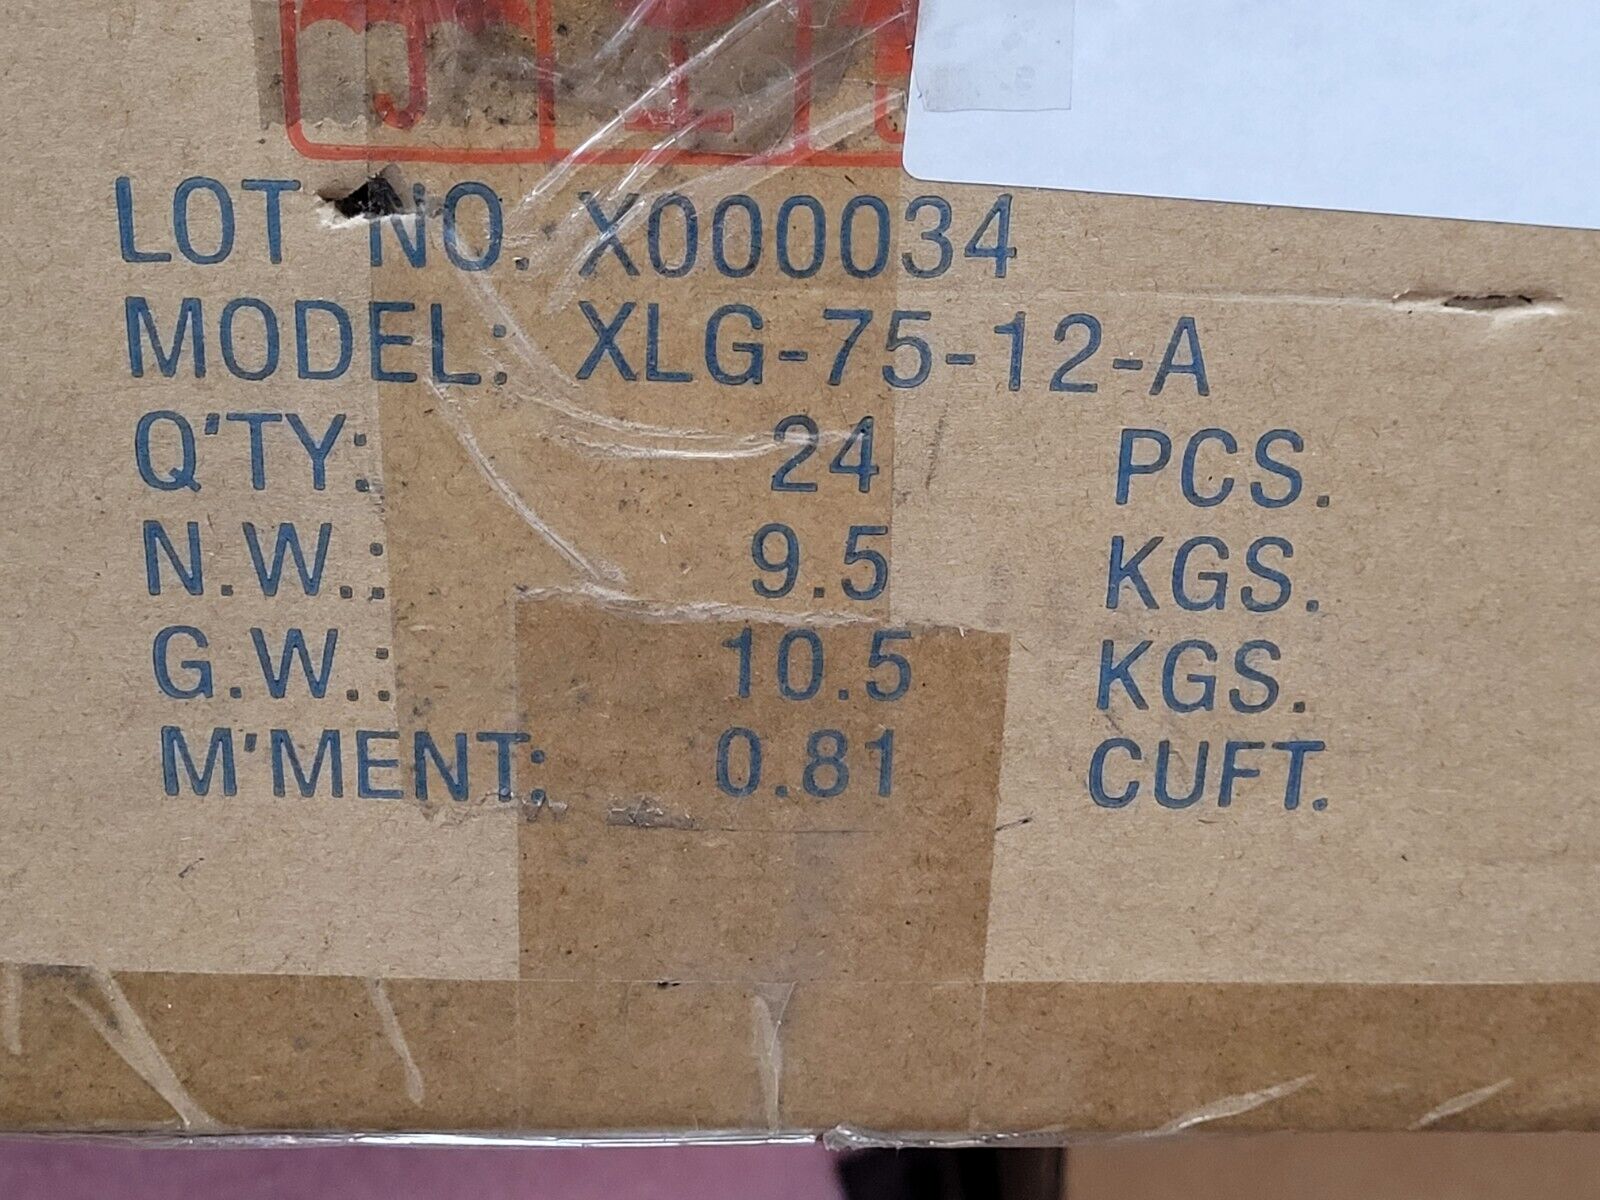 LOT NO. X000034
MODEL: XLG-75-12-A
Q'TY: 24 PCS.
N.W.: 9.5 KGS.
G.W.: 10.5 KGS.
M'MENT: 0.81 CUFT.